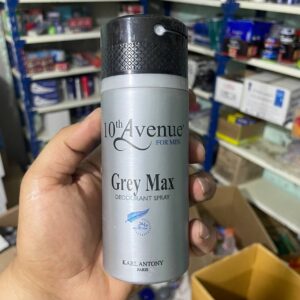 10th Avenue
FOR MEN
Grey Max
DEODORANT SPRAY
KARL ANTONY
PARIS